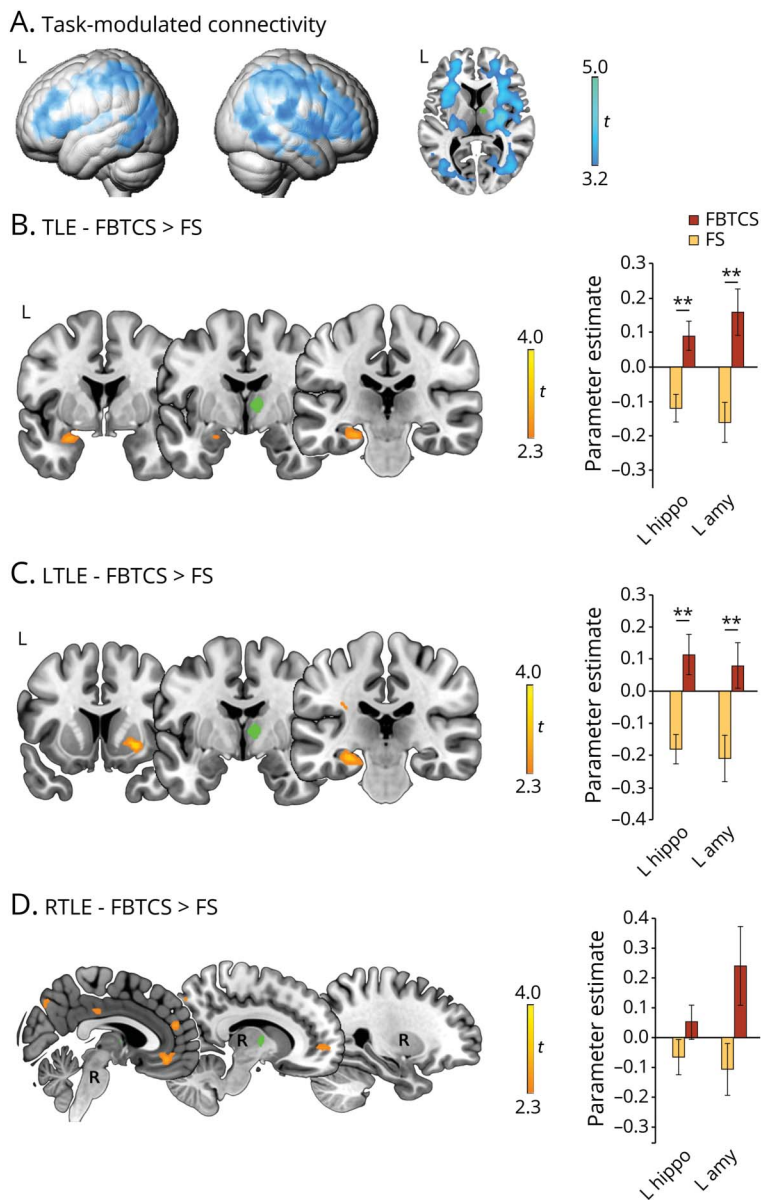 A. Task-modulated connectivity
L
L
5.0
t
3.2
B. TLE - FBTCS > FS
FBTCS
FS
L
4.0
t
2.3
Parameter estimate
0.3
0.2
0.1
0.0
−0.1
−0.2
−0.3
**
**
L hippo
L amy
C. LTLE - FBTCS > FS
L
4.0
t
2.3
Parameter estimate
0.3
0.2
0.1
0.0
−0.1
−0.2
−0.3
−0.4
**
**
L hippo
L amy
D. RTLE - FBTCS > FS
R
R
R
4.0
t
2.3
Parameter estimate
0.4
0.3
0.2
0.1
0.0
−0.1
−0.2
−0.3
L hippo
L amy